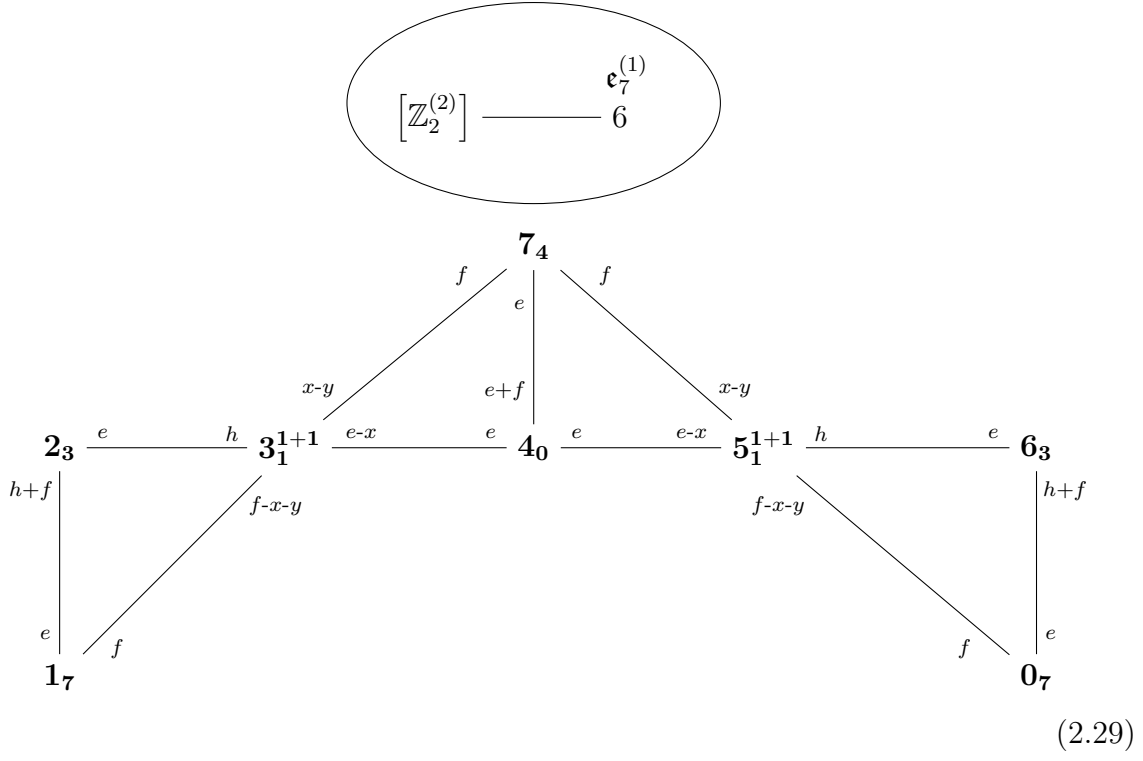 𝔢₇⁽¹⁾
[ℤ₂⁽²⁾] 6
7₄
f e f
x-y e+f x-y
2₃ e h 3₁¹⁺¹ e-x e 4₀ e e-x 5₁¹⁺¹ h e 6₃
h+f f-x-y f-x-y h+f
e f f e
1₇ 0₇
(2.29)